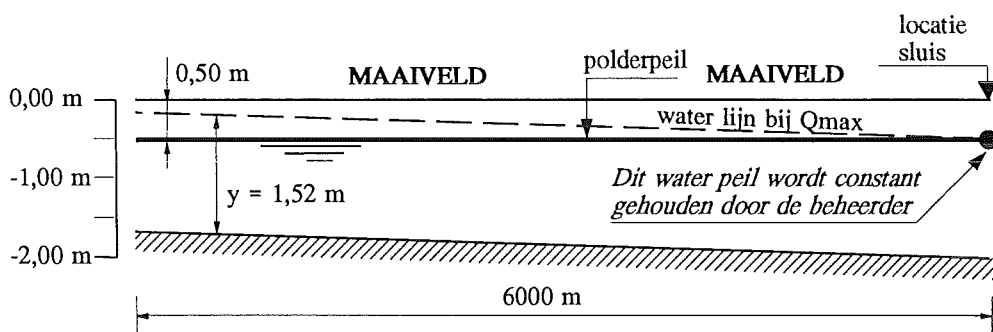 locatie
sluis
0,50 m
MAAIVELD
polderpeil
MAAIVELD
0,00 m
water lijn bij Qmax
-1,00 m
y = 1,52 m
Dit water peil wordt constant
gehouden door de beheerder
-2,00 m
6000 m